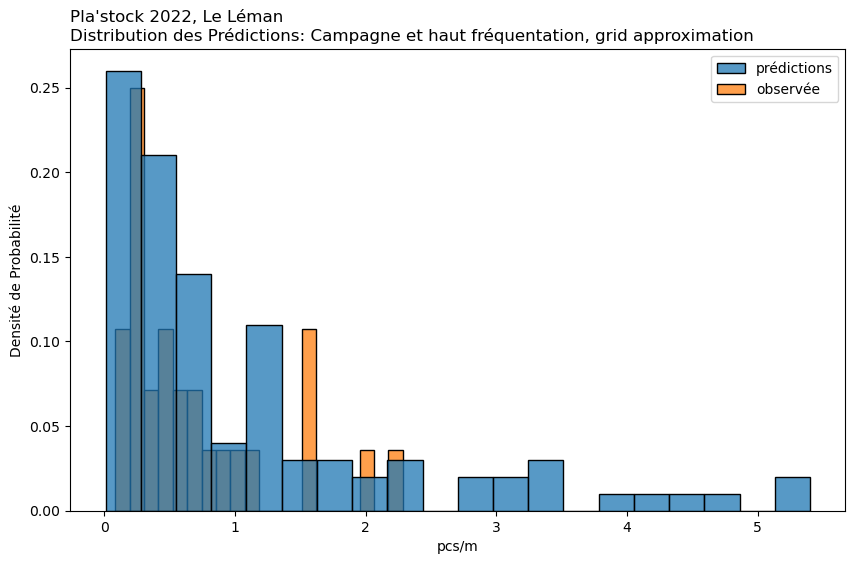 Pla'stock 2022, Le Léman
Distribution des Prédictions: Campagne et haut fréquentation, grid approximation
prédictions
observée
Densité de Probabilité
0.25
0.20
0.15
0.10
0.05
0.00
0
1
2
3
4
5
pcs/m